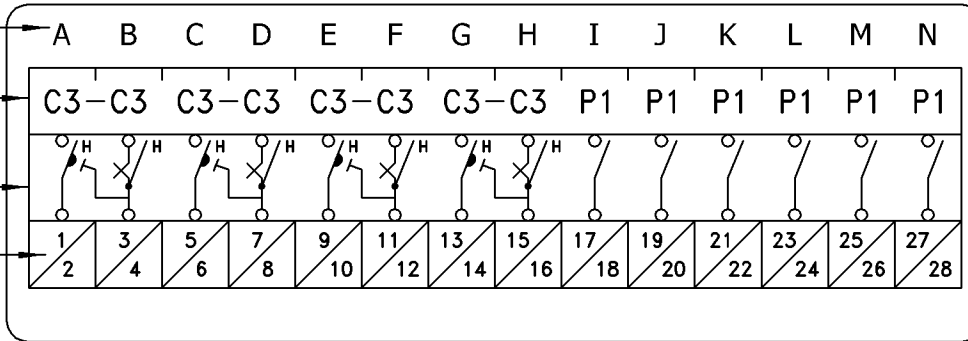 A B C D E F G H I J K L M N
C3-C3 C3-C3 C3-C3 C3-C3 P1 P1 P1 P1 P1 P1
H H H H H H H H
1 3 5 7 9 11 13 15 17 19 21 23 25 27
2 4 6 8 10 12 14 16 18 20 22 24 26 28